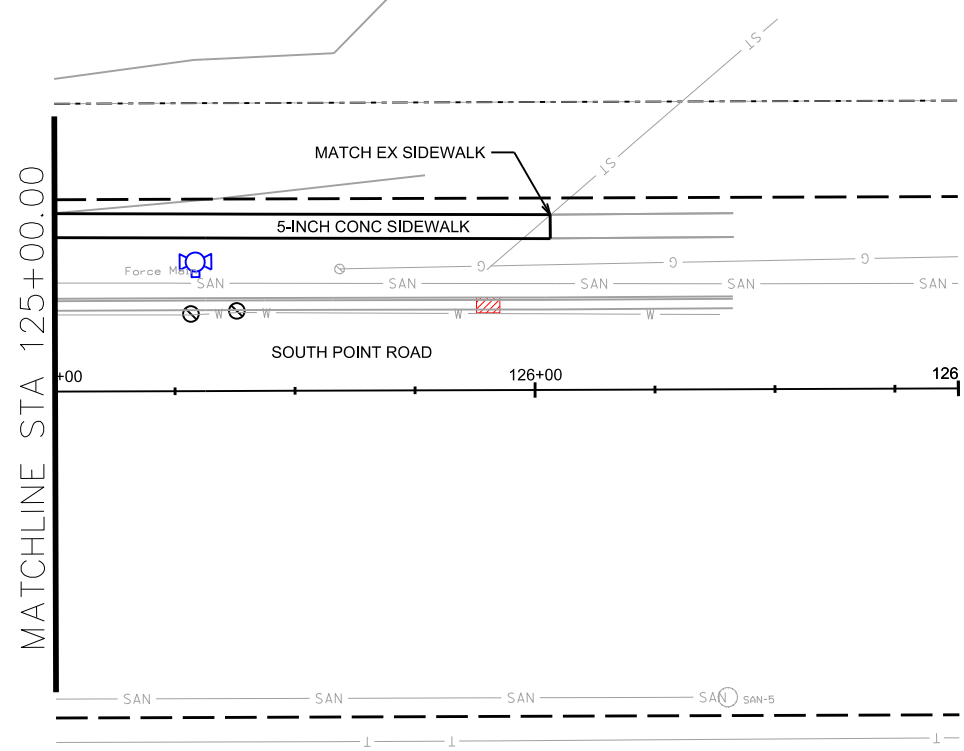 ST
MATCH EX SIDEWALK
ST
5-INCH CONC SIDEWALK
G G G
Force Main
SAN SAN SAN SAN SAN
W W W W
SOUTH POINT ROAD
+00 126+00 126
MATCHLINE STA 125+00.00
SAN SAN SAN SAN SAN-5
T T T